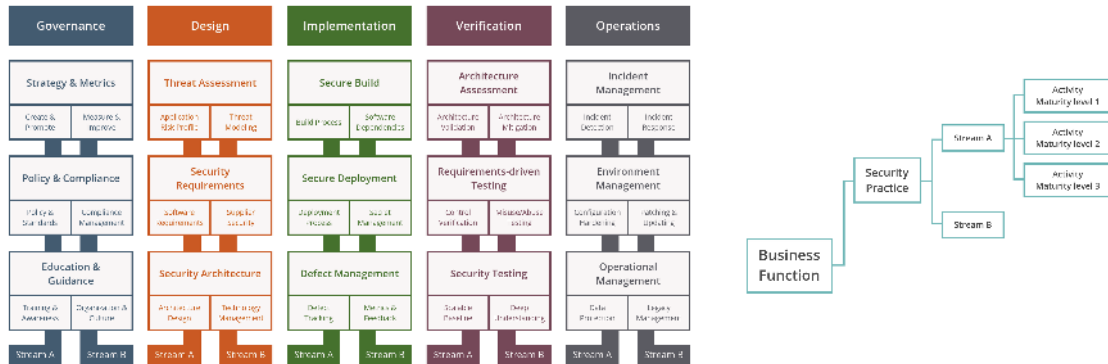 Governance
Design
Implementation
Verification
Operations
Strategy & Metrics
Threat Assessment
Secure Build
Architecture
Assessment
Incident
Management
Create &
Promote
Measure &
Improve
Application
Risk Profile
Threat
Modeling
Build Process
Software
Dependencies
Architecture
Validation
Architecture
Mitigation
Incident
Detection
Incident
Response
Policy & Compliance
Security
Requirements
Secure Deployment
Requirements-driven
Testing
Environment
Management
Policy &
Standards
Compliance
Management
Software
Requirements
Supplier
Security
Deployment
Process
Secret
Management
Control
Verification
Misuse/Abuse
Testing
Configuration
Hardening
Patching &
Updating
Education &
Guidance
Security Architecture
Defect Management
Security Testing
Operational
Management
Training &
Awareness
Organization &
Culture
Architecture
Design
Technology
Management
Defect
Tracking
Metrics &
Feedback
Scalable
Baseline
Deep
Understanding
Data
Protection
Legacy
Management
Stream A
Stream B
Stream A
Stream B
Stream A
Stream B
Stream A
Stream B
Stream A
Stream B
Business
Function
Security
Practice
Stream A
Stream B
Activity
Maturity level 1
Activity
Maturity level 2
Activity
Maturity level 3